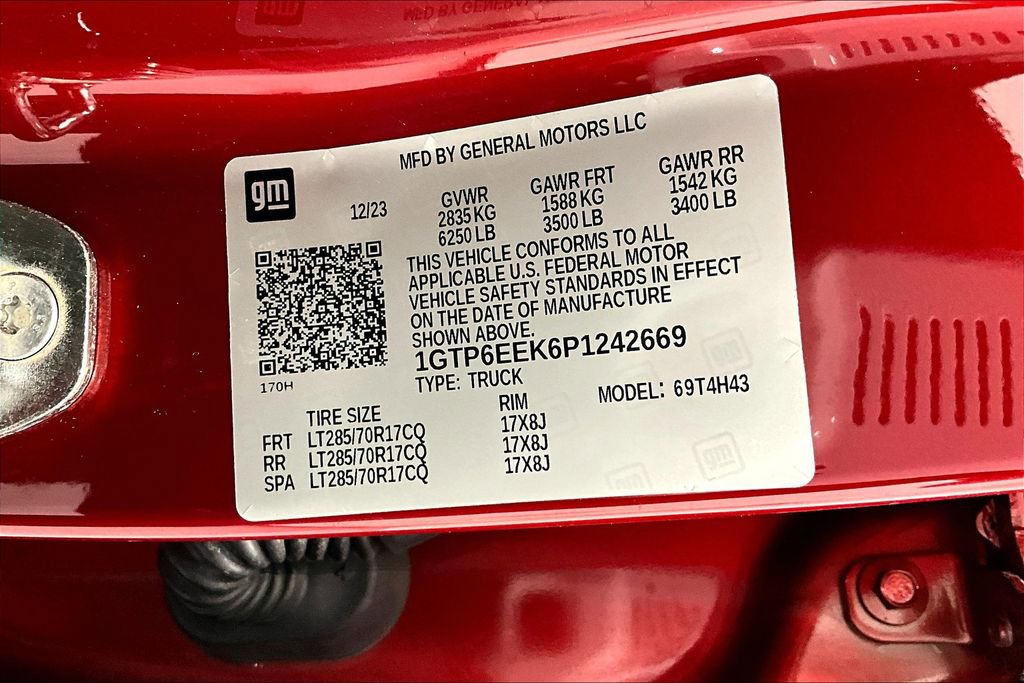 MFD BY GENERAL MOTORS LLC
gm
12/23
GVWR
2835 KG
6250 LB
GAWR FRT
1588 KG
3500 LB
GAWR RR
1542 KG
3400 LB
THIS VEHICLE CONFORMS TO ALL
APPLICABLE U.S. FEDERAL MOTOR
VEHICLE SAFETY STANDARDS IN EFFECT
ON THE DATE OF MANUFACTURE
SHOWN ABOVE.
1GTP6EEK6P1242669
170H
TYPE: TRUCK
MODEL: 69T4H43
TIRE SIZE RIM
FRT LT285/70R17CQ 17X8J
RR LT285/70R17CQ 17X8J
SPA LT285/70R17CQ 17X8J